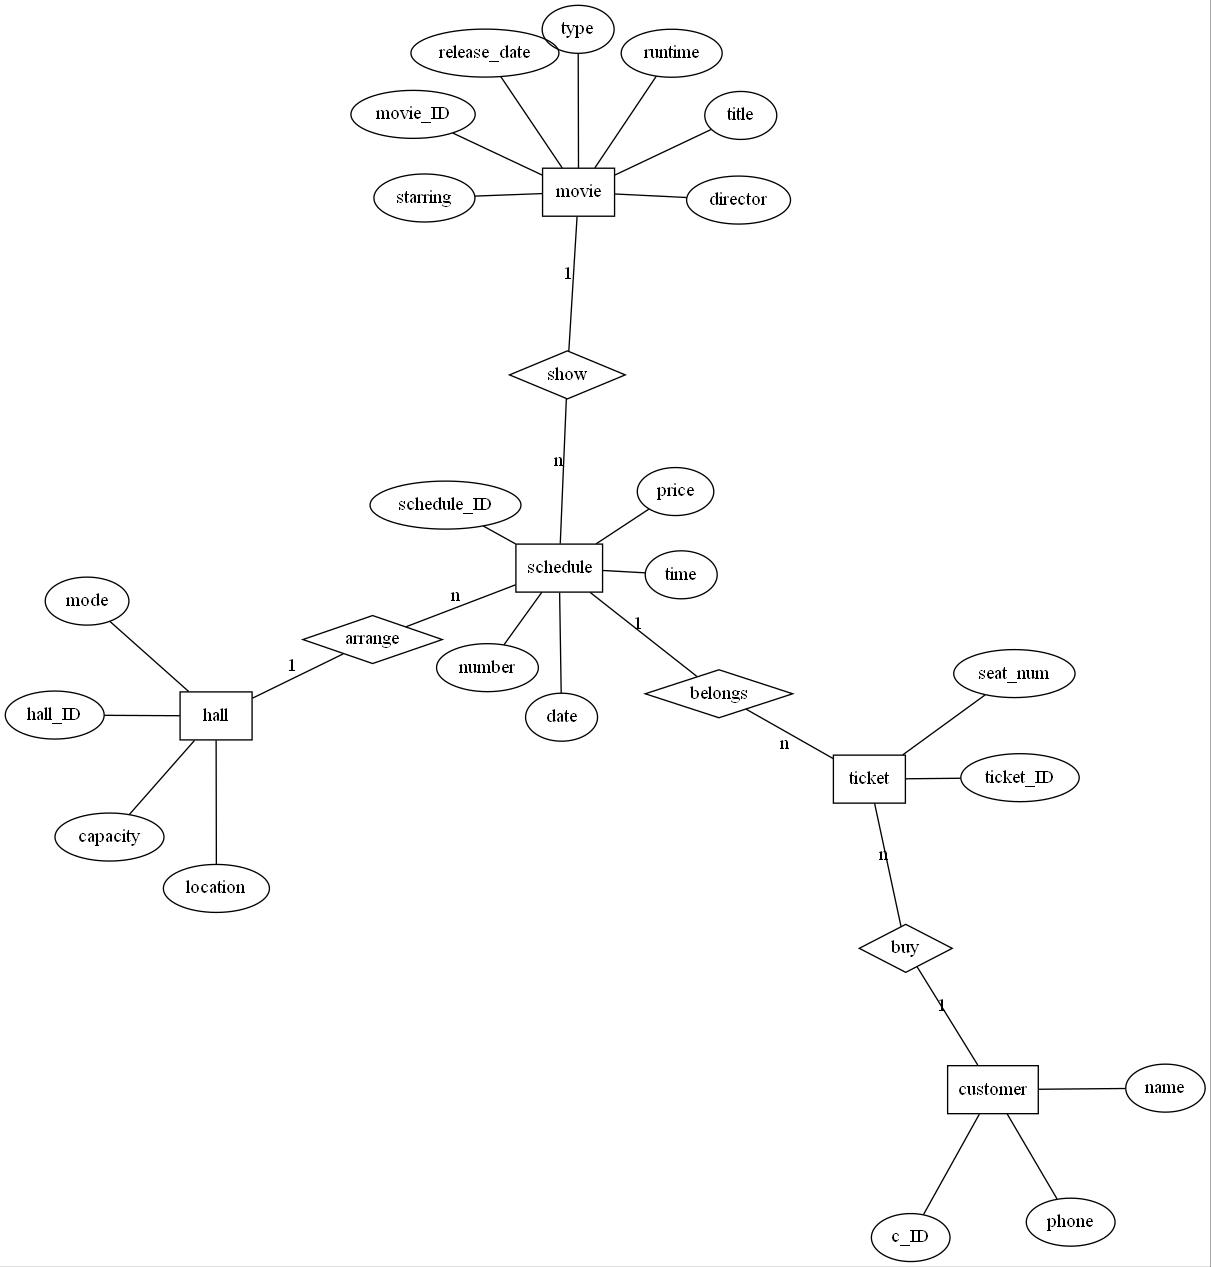 type
release_date
runtime
movie_ID
title
movie
starring
director
1
show
n
schedule_ID
price
schedule
time
mode
n
1
arrange
1
number
belongs
seat_num
hall_ID
hall
date
n
ticket
ticket_ID
capacity
n
location
buy
1
customer
name
phone
c_ID